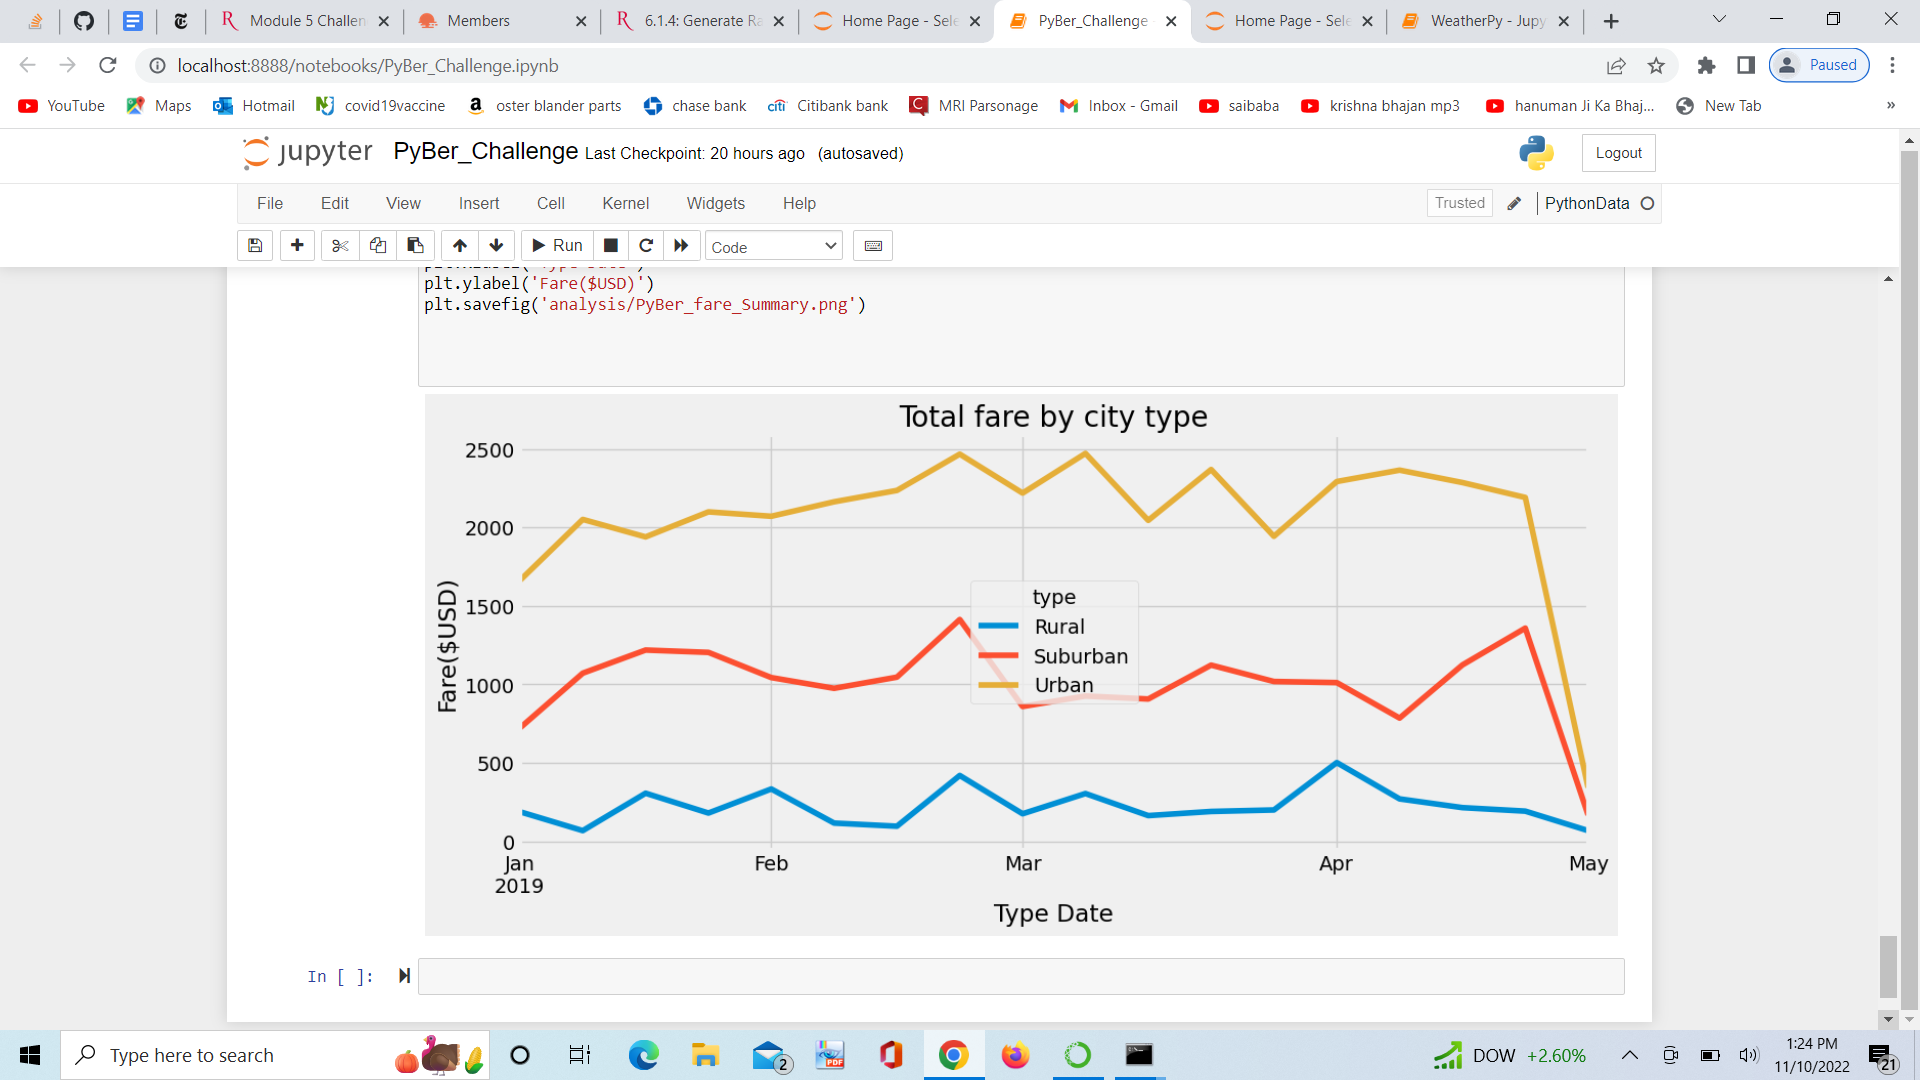 Module 5 Challen
Members
6.1.4: Generate Ra
Home Page - Sele
PyBer_Challenge
Home Page - Sele
WeatherPy - Jupy
localhost:8888/notebooks/PyBer_Challenge.ipynb
Paused
YouTube
Maps
Hotmail
covid19vaccine
oster blander parts
chase bank
citi
Citibank bank
MRI Parsonage
Inbox - Gmail
saibaba
krishna bhajan mp3
hanuman Ji Ka Bhaj...
New Tab
»
jupyter
PyBer_Challenge Last Checkpoint: 20 hours ago (autosaved)
Logout
File
Edit
View
Insert
Cell
Kernel
Widgets
Help
Trusted
PythonData
Run
Code
plt.ylabel('Fare($USD)')
plt.savefig('analysis/PyBer_fare_Summary.png')
Total fare by city type
2500
2000
1500
1000
500
0
Fare($USD)
type
Rural
Suburban
Urban
Jan
2019
Feb
Mar
Apr
May
Type Date
In [ ]:
Type here to search
2
PDF
DOW +2.60%
1:24 PM
11/10/2022
21